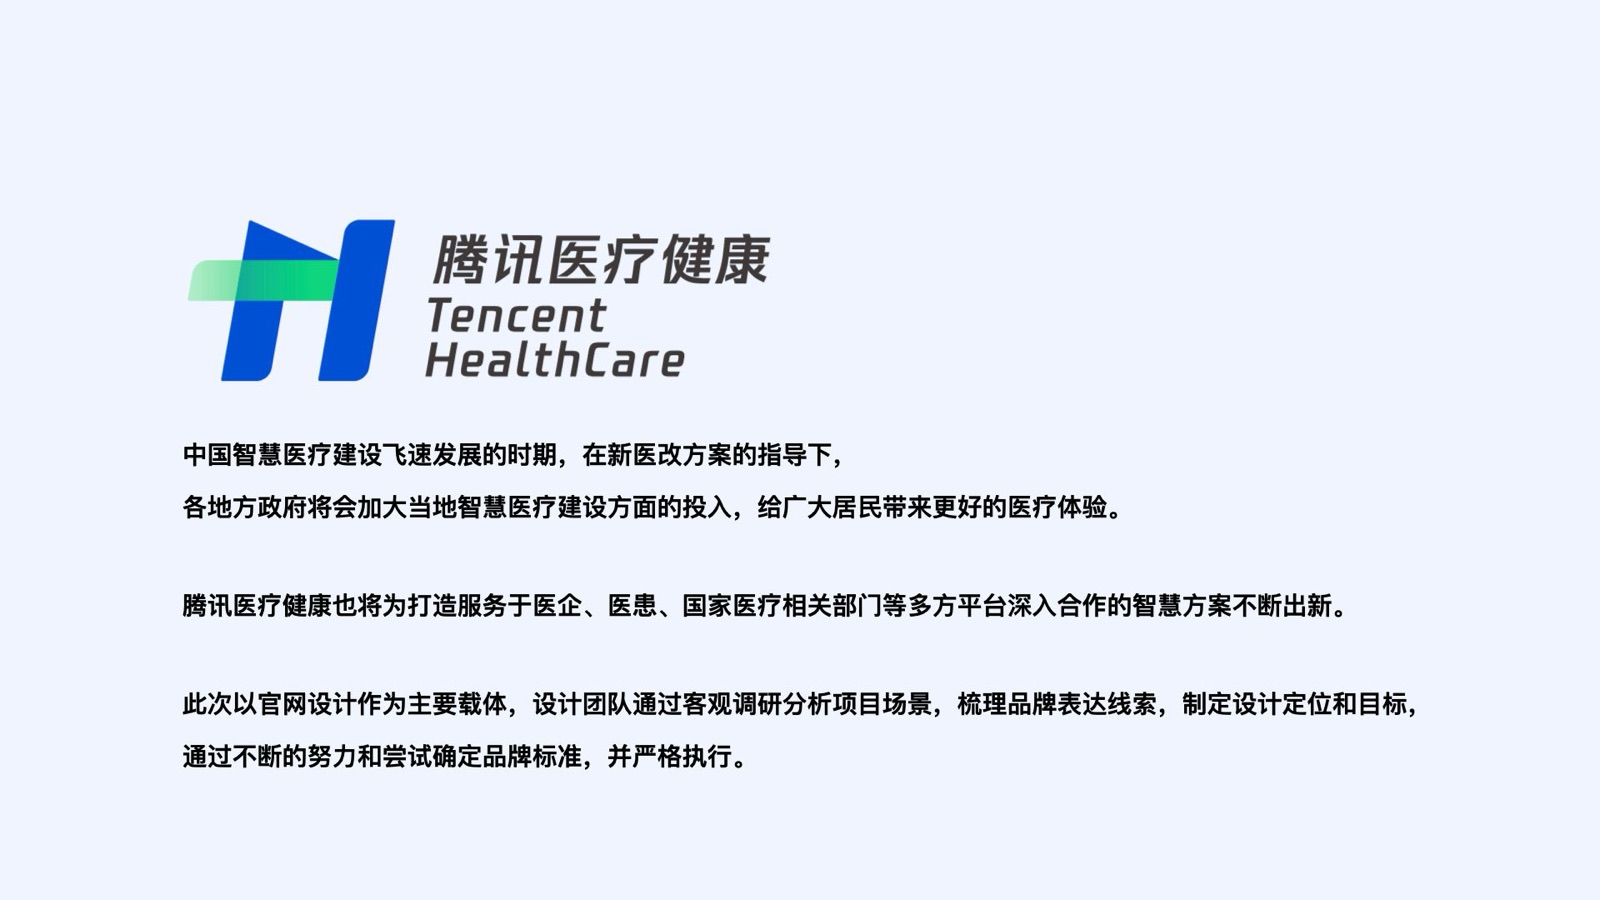 腾讯医疗健康
Tencent
HealthCare
中国智慧医疗建设飞速发展的时期，在新医改方案的指导下，
各地方政府将会加大当地智慧医疗建设方面的投入，给广大居民带来更好的医疗体验。
腾讯医疗健康也将为打造服务于医企、医患、国家医疗相关部门等多方平台深入合作的智慧方案不断出新。
此次以官网设计作为主要载体，设计团队通过客观调研分析项目场景，梳理品牌表达线索，制定设计定位和目标，
通过不断的努力和尝试确定品牌标准，并严格执行。